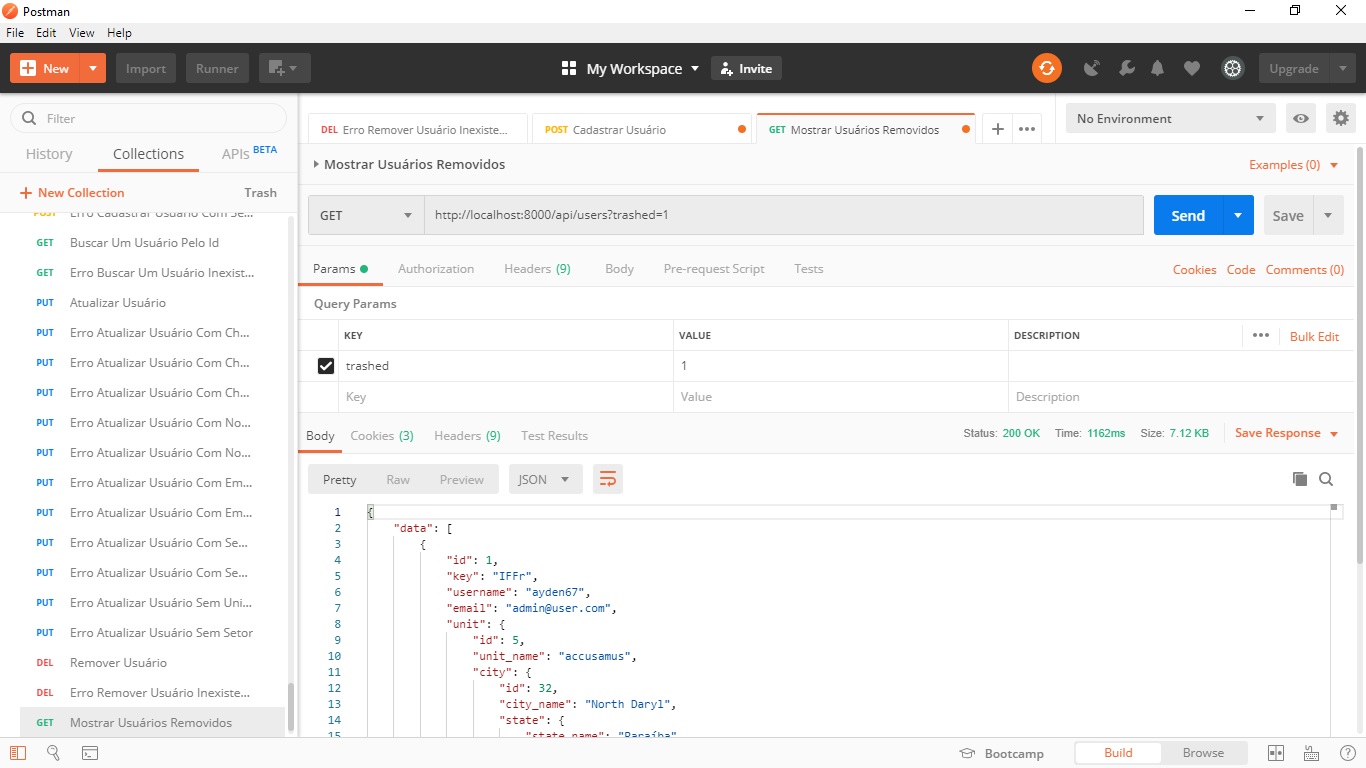 Postman
File Edit View Help
New Import Runner My Workspace Invite Upgrade
Filter
History Collections APIs BETA
New Collection Trash
POST Erro Cadastrar Usuário Com Se...
GET Buscar Um Usuário Pelo Id
GET Erro Buscar Um Usuário Inexist...
PUT Atualizar Usuário
PUT Erro Atualizar Usuário Com Ch...
PUT Erro Atualizar Usuário Com Ch...
PUT Erro Atualizar Usuário Com Ch...
PUT Erro Atualizar Usuário Com No...
PUT Erro Atualizar Usuário Com No...
PUT Erro Atualizar Usuário Com Em...
PUT Erro Atualizar Usuário Com Em...
PUT Erro Atualizar Usuário Com Se...
PUT Erro Atualizar Usuário Com Se...
PUT Erro Atualizar Usuário Sem Uni...
PUT Erro Atualizar Usuário Sem Setor
DEL Remover Usuário
DEL Erro Remover Usuário Inexiste...
GET Mostrar Usuários Removidos
DEL Erro Remover Usuário Inexiste... POST Cadastrar Usuário GET Mostrar Usuários Removidos
No Environment
Mostrar Usuários Removidos Examples (0)
GET http://localhost:8000/api/users?trashed=1 Send Save
Params Authorization Headers (9) Body Pre-request Script Tests Cookies Code Comments (0)
Query Params
KEY VALUE DESCRIPTION Bulk Edit
trashed 1
Key Value Description
Body Cookies (3) Headers (9) Test Results Status: 200 OK Time: 1162ms Size: 7.12 KB Save Response
Pretty Raw Preview JSON
1 {
2 "data": [
3 {
4 "id": 1,
5 "key": "IFFr",
6 "username": "ayden67",
7 "email": "admin@user.com",
8 "unit": {
9 "id": 5,
10 "unit_name": "accusamus",
11 "city": {
12 "id": 32,
13 "city_name": "North Daryl",
14 "state": {
15 "state_name": "Paraíba"
Bootcamp Build Browse